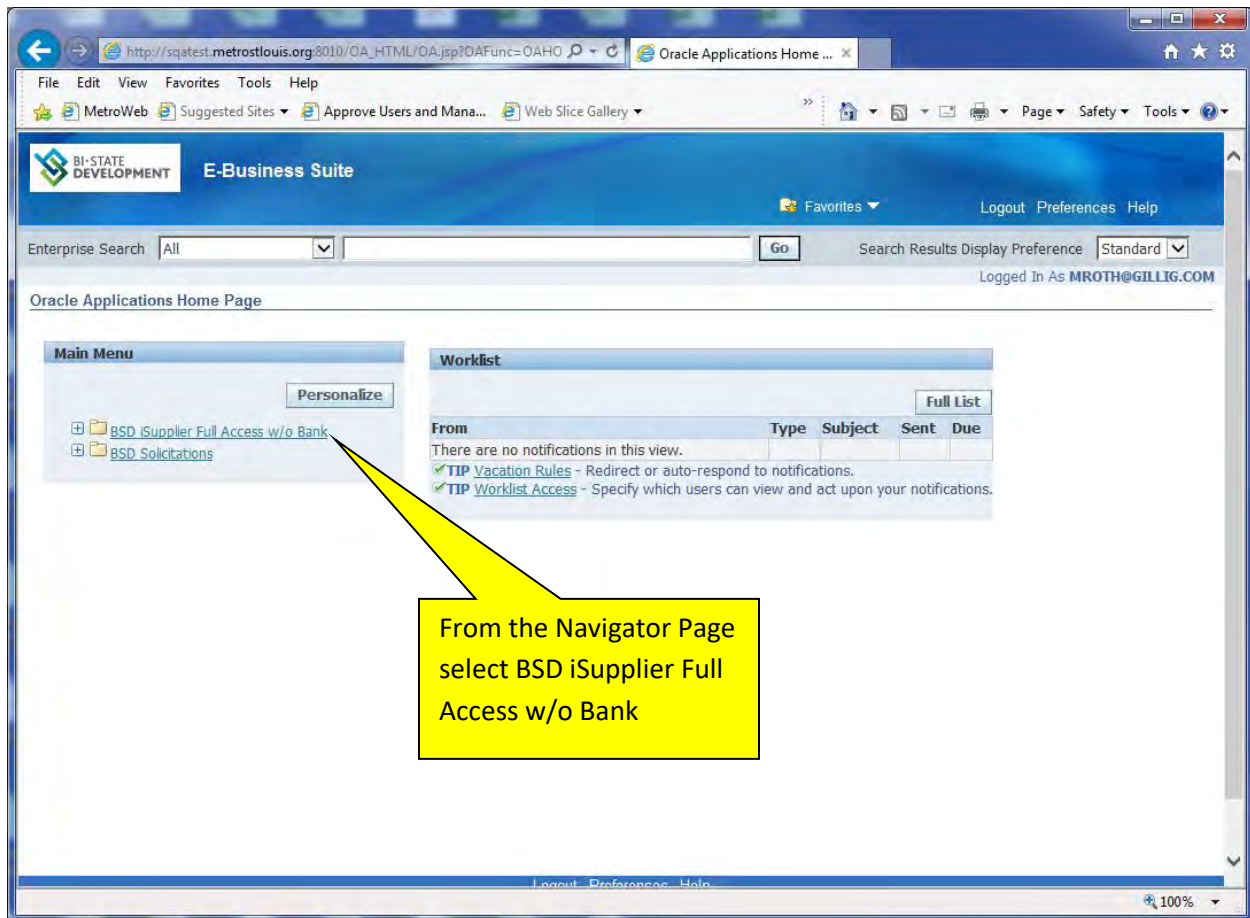 http://sqatest.metrostlouis.org:8010/OA_HTML/OA.jsp?OAFunc=OAHO
Oracle Applications Home ...
File Edit View Favorites Tools Help
MetroWeb Suggested Sites Approve Users and Mana... Web Slice Gallery
Page Safety Tools
BI-STATE
DEVELOPMENT
E-Business Suite
Favorites Logout Preferences Help
Enterprise Search All Go Search Results Display Preference Standard
Logged In As MROTH@GILLIG.COM
Oracle Applications Home Page
Main Menu
Personalize
BSD iSupplier Full Access w/o Bank
BSD Solicitations
Worklist
Full List
From Type Subject Sent Due
There are no notifications in this view.
TIP Vacation Rules - Redirect or auto-respond to notifications.
TIP Worklist Access - Specify which users can view and act upon your notifications.
From the Navigator Page
select BSD iSupplier Full
Access w/o Bank
Logout Preferences Help
100%